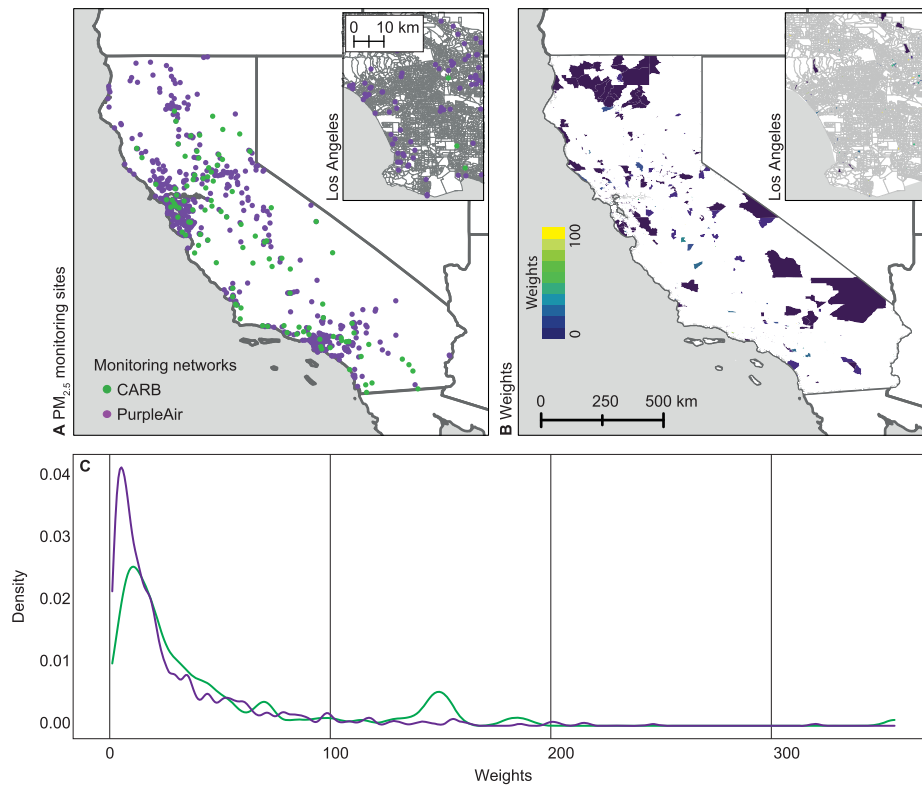 0 10 km
Los Angeles
A PM2.5 monitoring sites
Monitoring networks
CARB
PurpleAir
Los Angeles
Weights
100
0
B Weights
0 250 500 km
C
0.04
0.03
0.02
0.01
0.00
Density
0 100 200 300
Weights